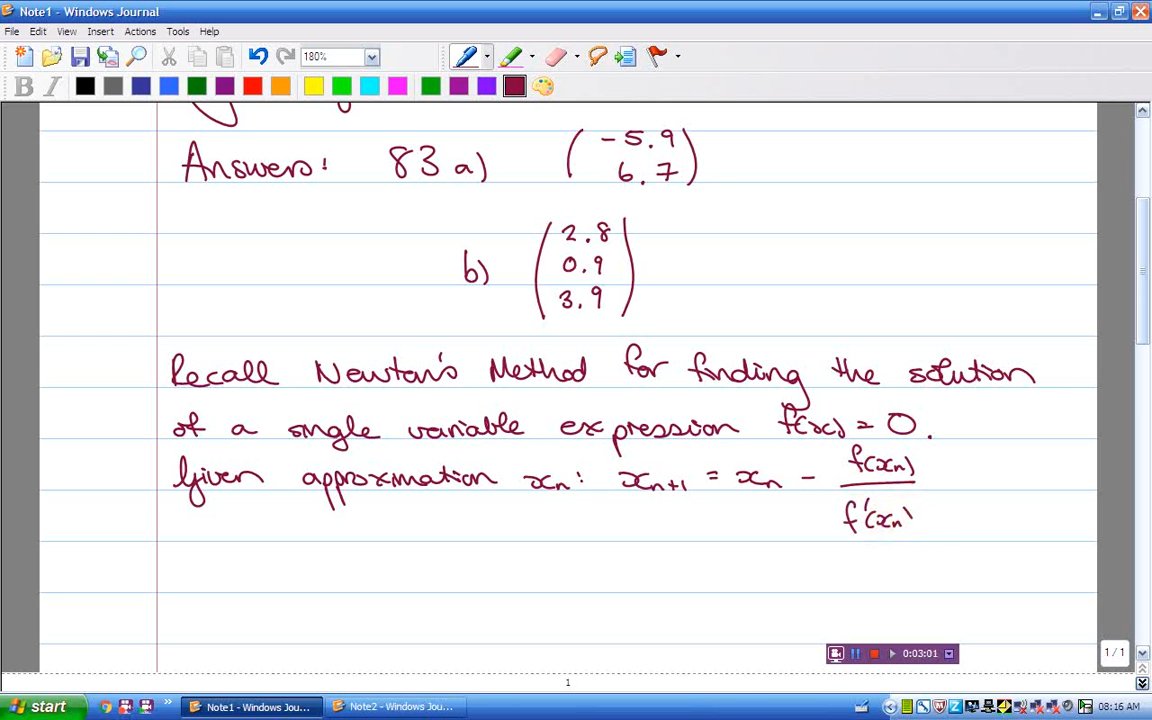 Note1 - Windows Journal
File Edit View Insert Actions Tools Help
180%
B I
Answers: 83 a) ( -5.9
6.7 )
b) ( 2.8
0.9
3.9 )
Recall Newton's Method for finding the solution
of a single variable expression f(x) = 0.
Given approximation xn: xn+1 = xn - f(xn)
f'(xn)
0:03:01
1 / 1
1
start Note1 - Windows Jou... Note2 - Windows Jou... 08:16 AM